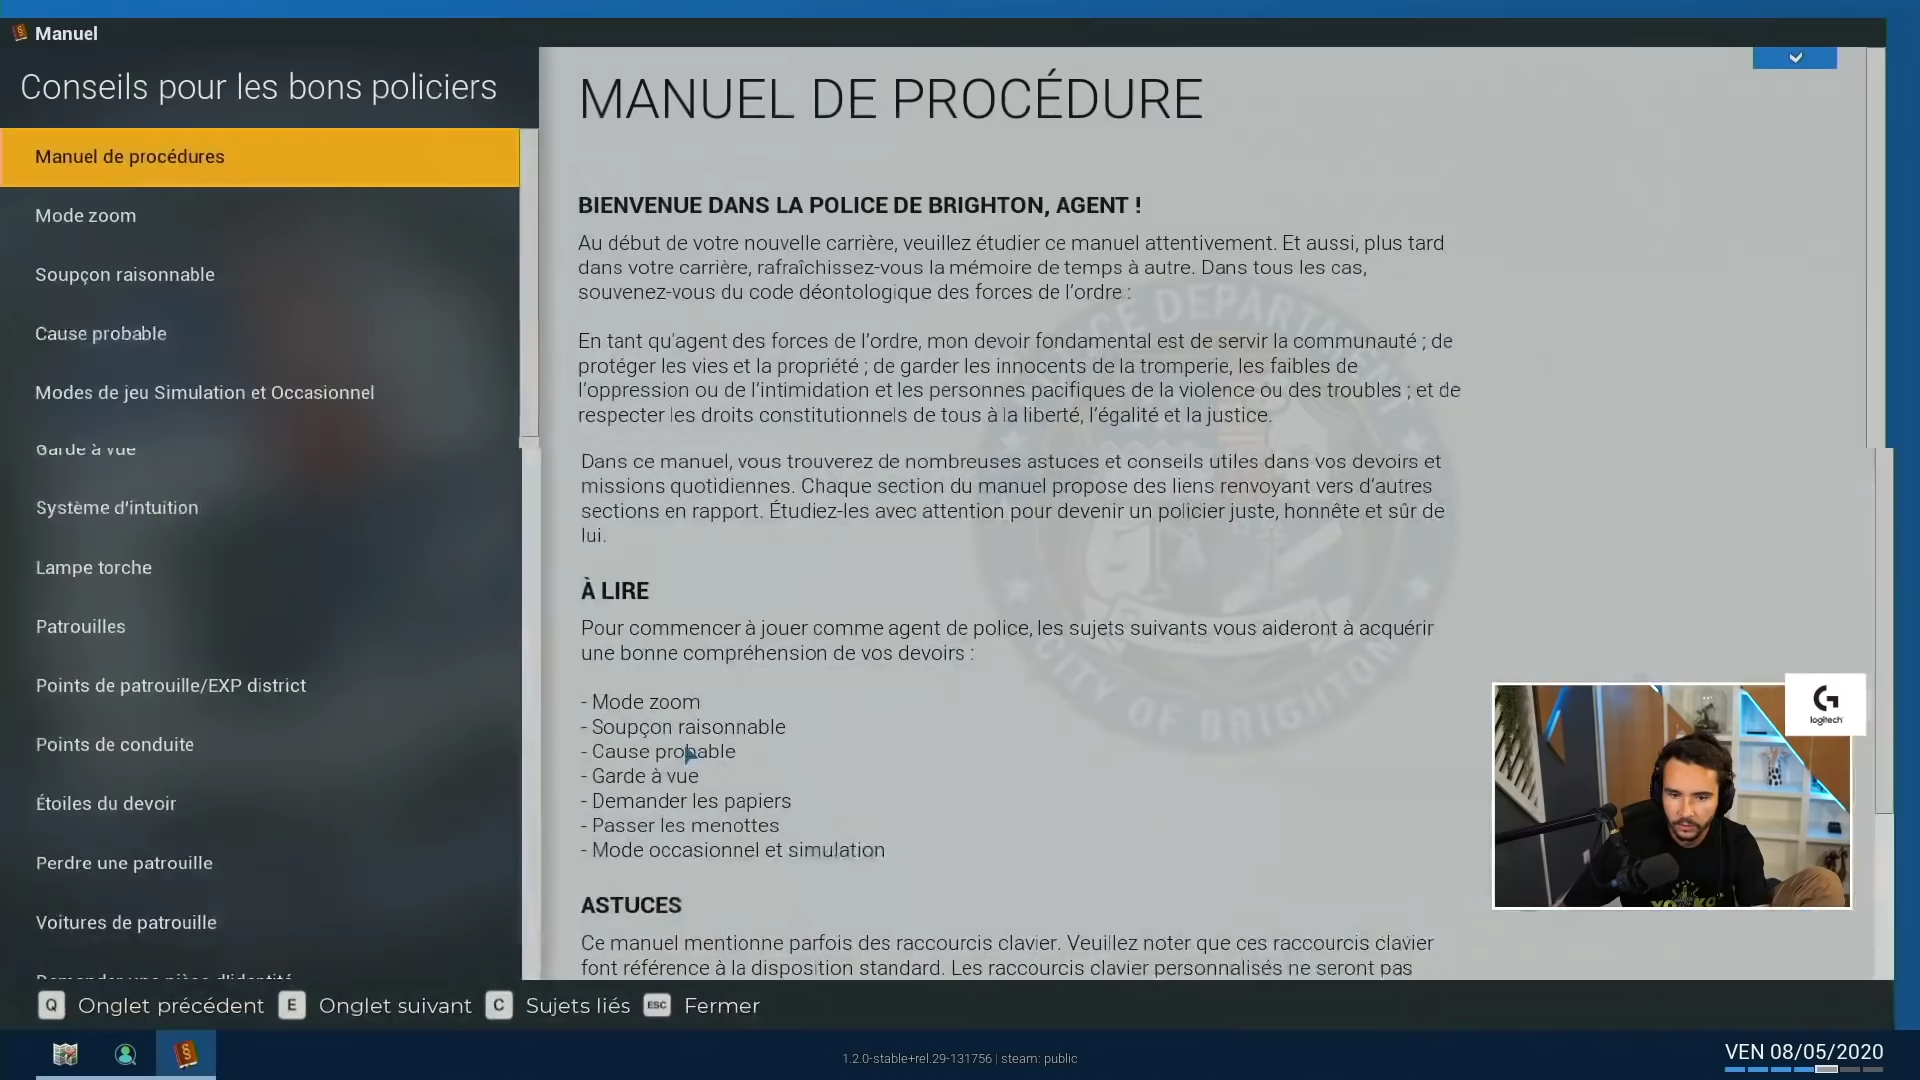 Manuel
Conseils pour les bons policiers
Manuel de procédures
Mode zoom
Soupçon raisonnable
Cause probable
Modes de jeu Simulation et Occasionnel
Garde à vue
Système d'intuition
Lampe torche
Patrouilles
Points de patrouille/EXP district
Points de conduite
Étoiles du devoir
Perdre une patrouille
Voitures de patrouille
Demander une pièce d'identité
MANUEL DE PROCÉDURE
BIENVENUE DANS LA POLICE DE BRIGHTON, AGENT !
Au début de votre nouvelle carrière, veuillez étudier ce manuel attentivement. Et aussi, plus tard
dans votre carrière, rafraîchissez-vous la mémoire de temps à autre. Dans tous les cas,
souvenez-vous du code déontologique des forces de l'ordre :
En tant qu'agent des forces de l'ordre, mon devoir fondamental est de servir la communauté ; de
protéger les vies et la propriété ; de garder les innocents de la tromperie, les faibles de
l'oppression ou de l'intimidation et les personnes pacifiques de la violence ou des troubles ; et de
respecter les droits constitutionnels de tous à la liberté, l'égalité et la justice.
Dans ce manuel, vous trouverez de nombreuses astuces et conseils utiles dans vos devoirs et
missions quotidiennes. Chaque section du manuel propose des liens renvoyant vers d'autres
sections en rapport. Étudiez-les avec attention pour devenir un policier juste, honnête et sûr de
lui.
À LIRE
Pour commencer à jouer comme agent de police, les sujets suivants vous aideront à acquérir
une bonne compréhension de vos devoirs :
- Mode zoom
- Soupçon raisonnable
- Cause probable
- Garde à vue
- Demander les papiers
- Passer les menottes
- Mode occasionnel et simulation
ASTUCES
Ce manuel mentionne parfois des raccourcis clavier. Veuillez noter que ces raccourcis clavier
font référence à la disposition standard. Les raccourcis clavier personnalisés ne seront pas
POLICE DEPARTMENT
CITY OF BRIGHTON
logitech
Q Onglet précédent E Onglet suivant C Sujets liés ESC Fermer
1.2.0-stable+rel.29-131756 | steam: public
VEN 08/05/2020